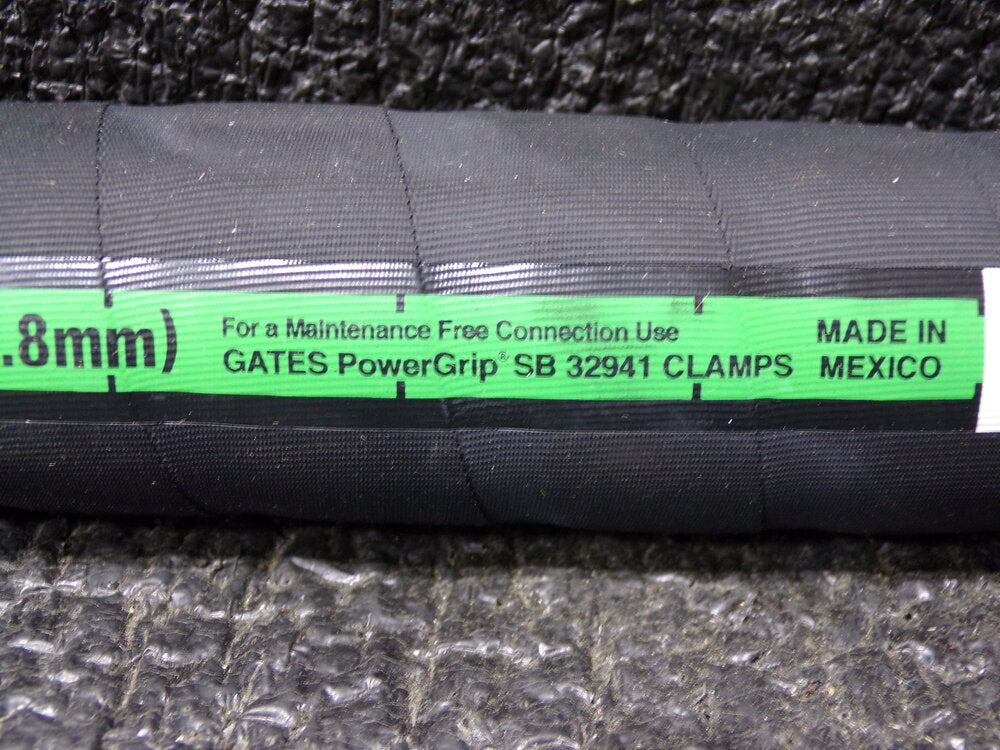 .8mm)
For a Maintenance Free Connection Use
GATES PowerGrip® SB 32941 CLAMPS
MADE IN
MEXICO